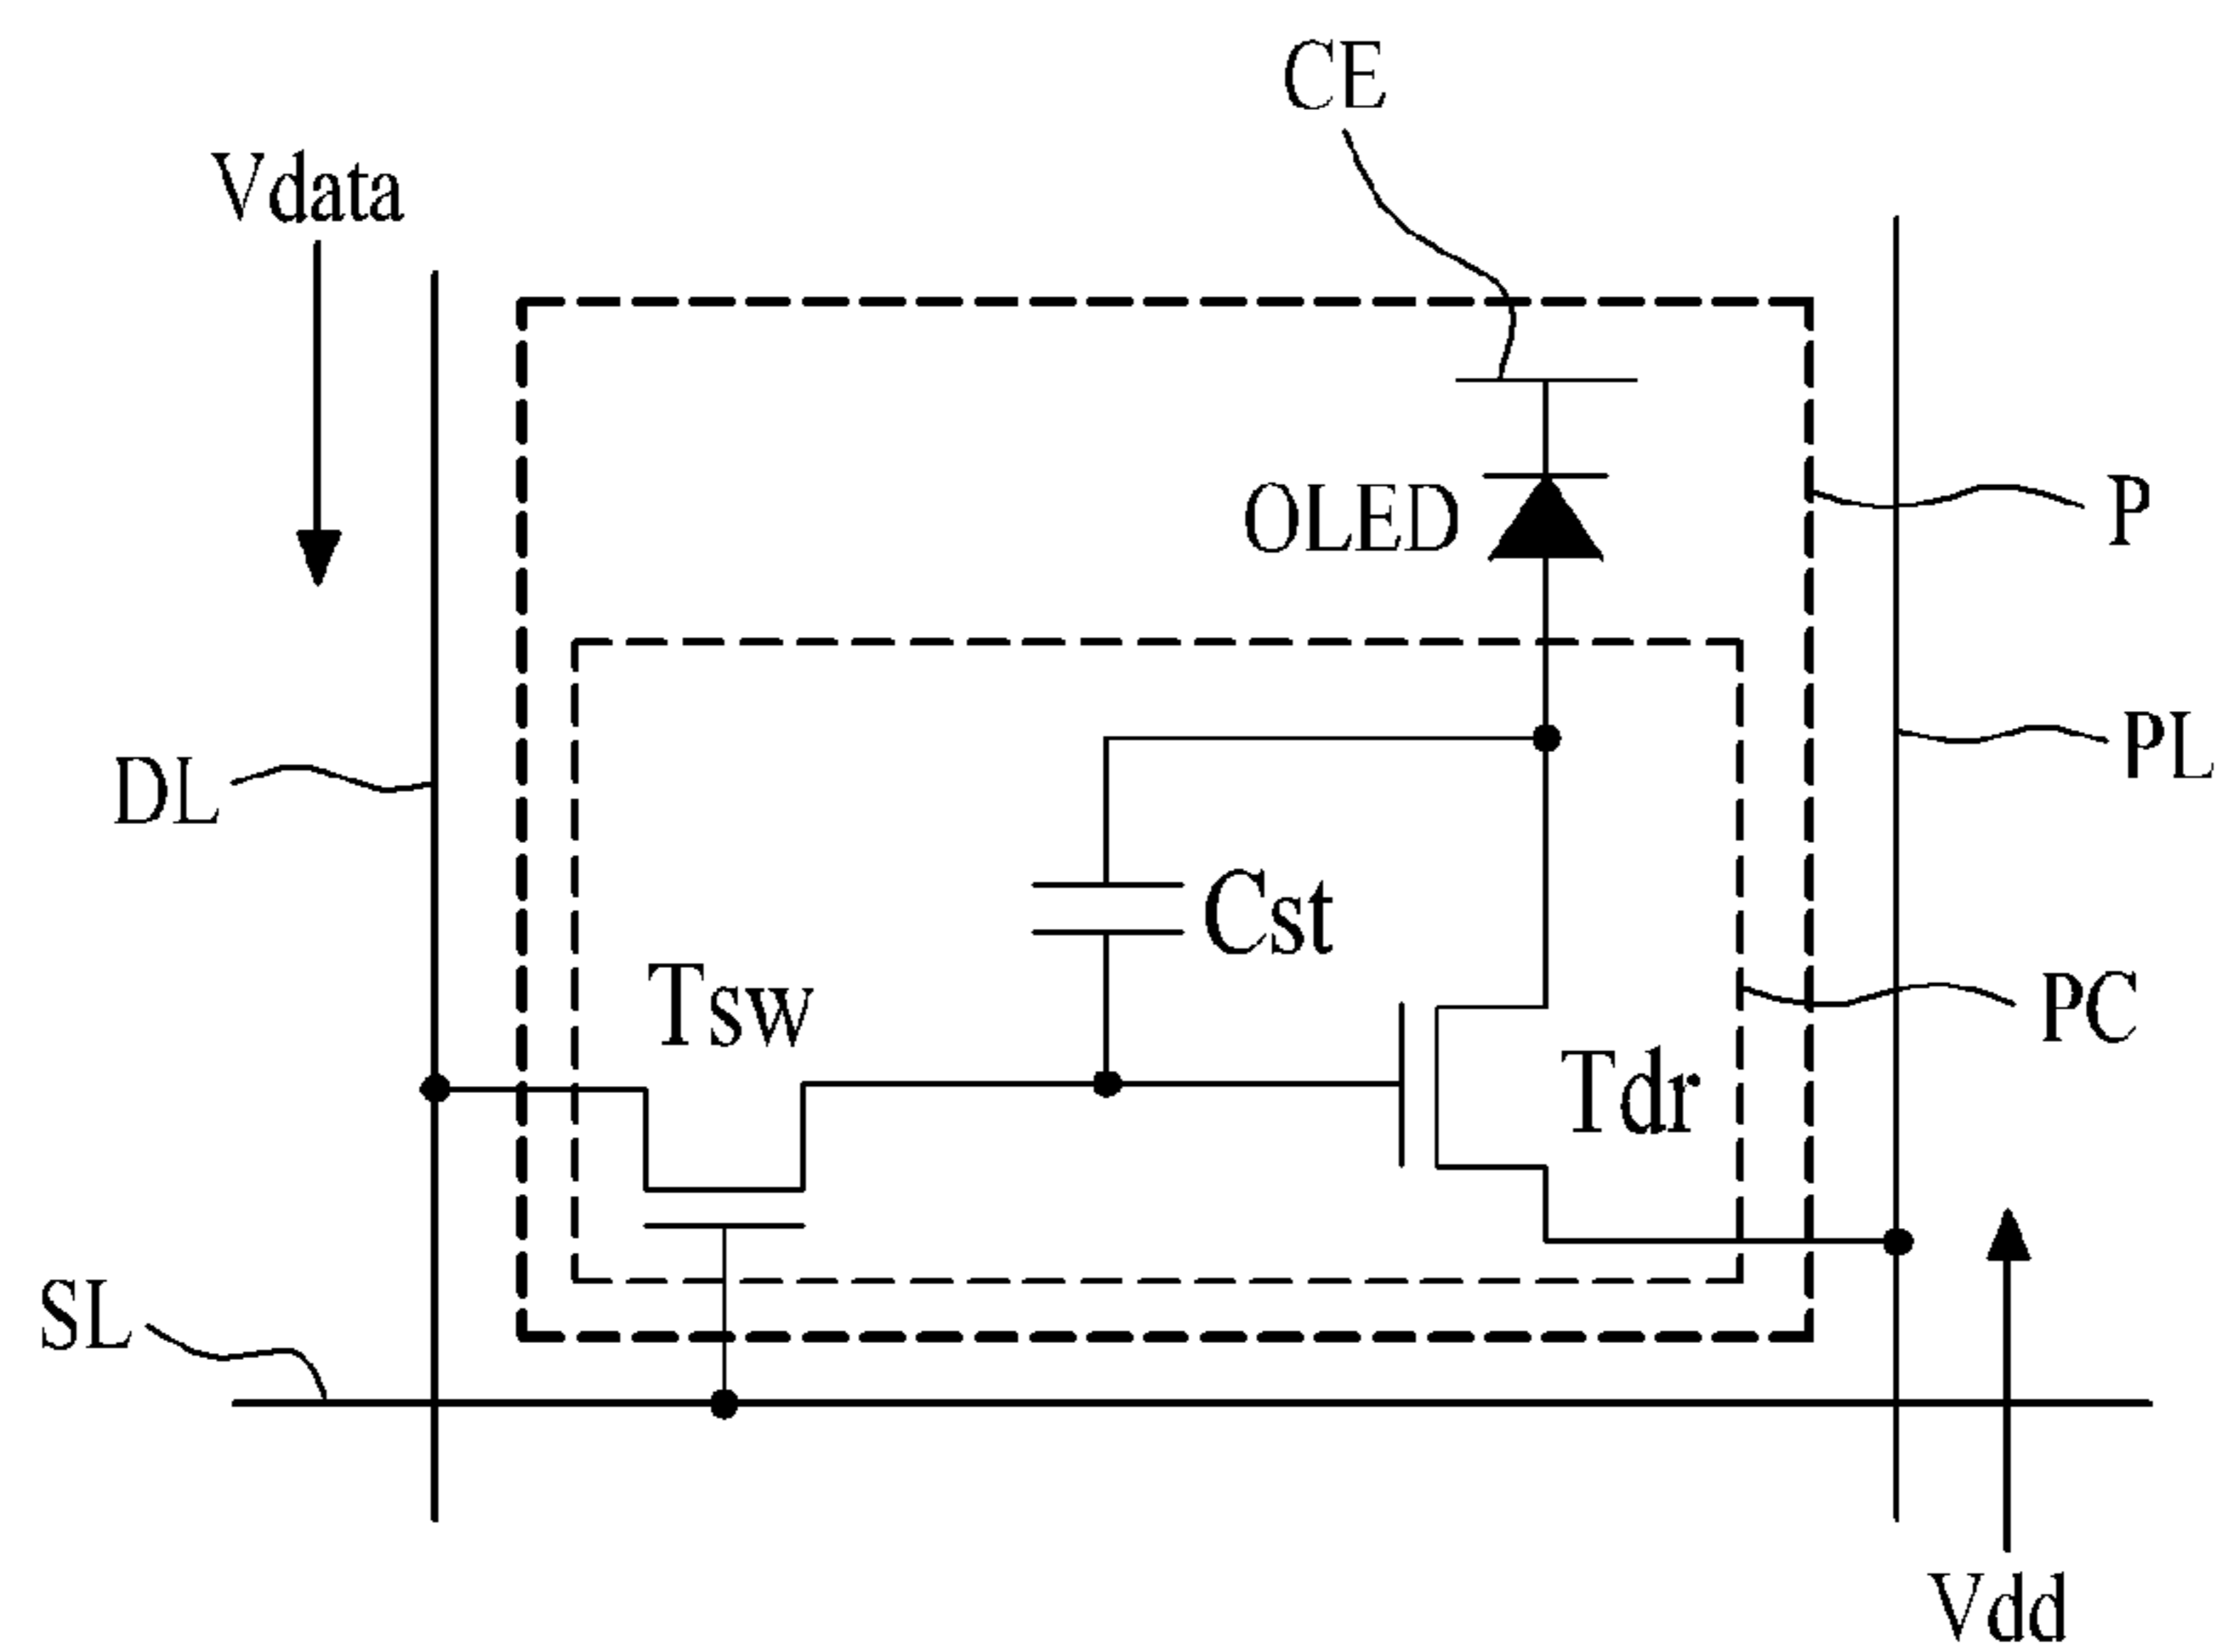 CE
Vdata
P
OLED
PL
DL
Cst
Tsw
PC
Tdr
SL
Vdd